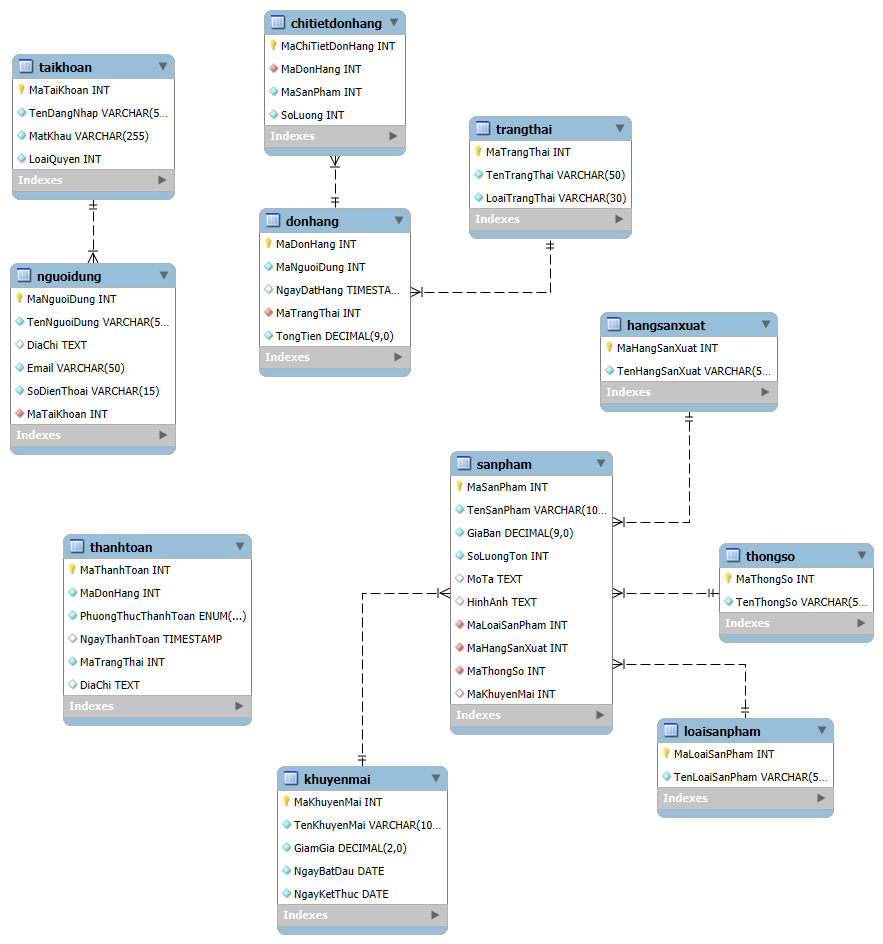 taikhoan
MaTaiKhoan INT
TenDangNhap VARCHAR(5...
MatKhau VARCHAR(255)
LoaiQuyen INT
Indexes
chitietdonhang
MaChiTietDonHang INT
MaDonHang INT
MaSanPham INT
SoLuong INT
Indexes
trangthai
MaTrangThai INT
TenTrangThai VARCHAR(50)
LoaiTrangThai VARCHAR(30)
Indexes
nguoidung
MaNguoiDung INT
TenNguoiDung VARCHAR(5...
DiaChi TEXT
Email VARCHAR(50)
SoDienThoai VARCHAR(15)
MaTaiKhoan INT
Indexes
donhang
MaDonHang INT
MaNguoiDung INT
NgayDatHang TIMESTA...
MaTrangThai INT
TongTien DECIMAL(9,0)
Indexes
hangsanxuat
MaHangSanXuat INT
TenHangSanXuat VARCHAR(5...
Indexes
sanpham
MaSanPham INT
TenSanPham VARCHAR(10...
GiaBan DECIMAL(9,0)
SoLuongTon INT
MoTa TEXT
HinhAnh TEXT
MaLoaiSanPham INT
MaHangSanXuat INT
MaThongSo INT
MaKhuyenMai INT
Indexes
thanhtoan
MaThanhToan INT
MaDonHang INT
PhuongThucThanhToan ENUM(...)
NgayThanhToan TIMESTAMP
MaTrangThai INT
DiaChi TEXT
Indexes
thongso
MaThongSo INT
TenThongSo VARCHAR(5...
Indexes
loaisanpham
MaLoaiSanPham INT
TenLoaiSanPham VARCHAR(5...
Indexes
khuyenmai
MaKhuyenMai INT
TenKhuyenMai VARCHAR(10...
GiamGia DECIMAL(2,0)
NgayBatDau DATE
NgayKetThuc DATE
Indexes